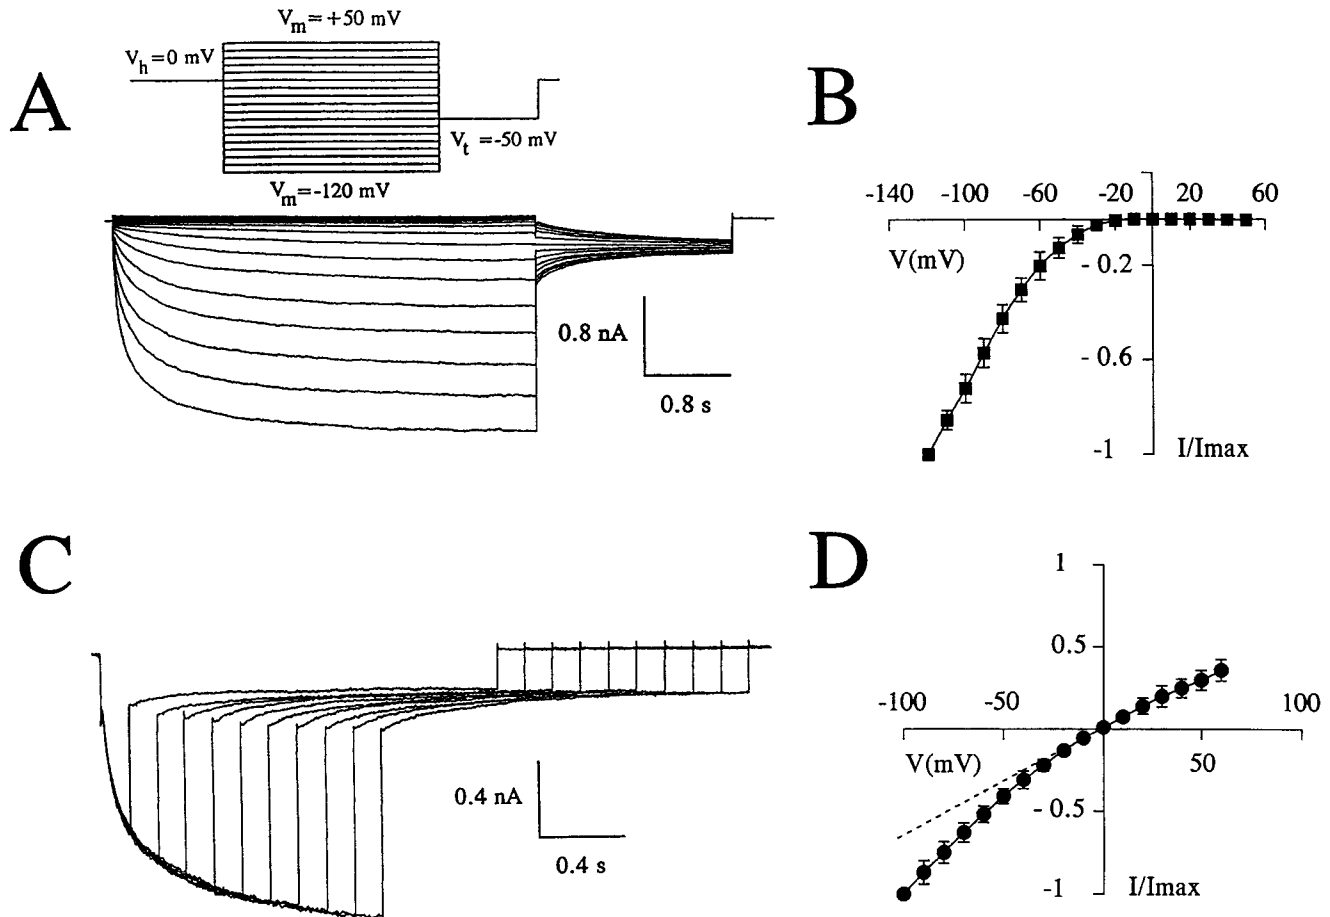 A
V_m=+50 mV
V_h=0 mV
V_t =-50 mV
V_m=-120 mV
0.8 nA
0.8 s
B
-140 -100 -60 -20 20 60
V(mV)
- 0.2
- 0.6
-1 I/Imax
C
0.4 nA
0.4 s
D
1
0.5
-100 -50 100
V(mV) 50
- 0.5
-1 I/Imax